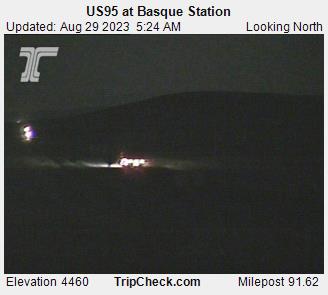 US95 at Basque Station
Updated: Aug 29 2023 5:24 AM Looking North
Elevation 4460 TripCheck.com Milepost 91.62